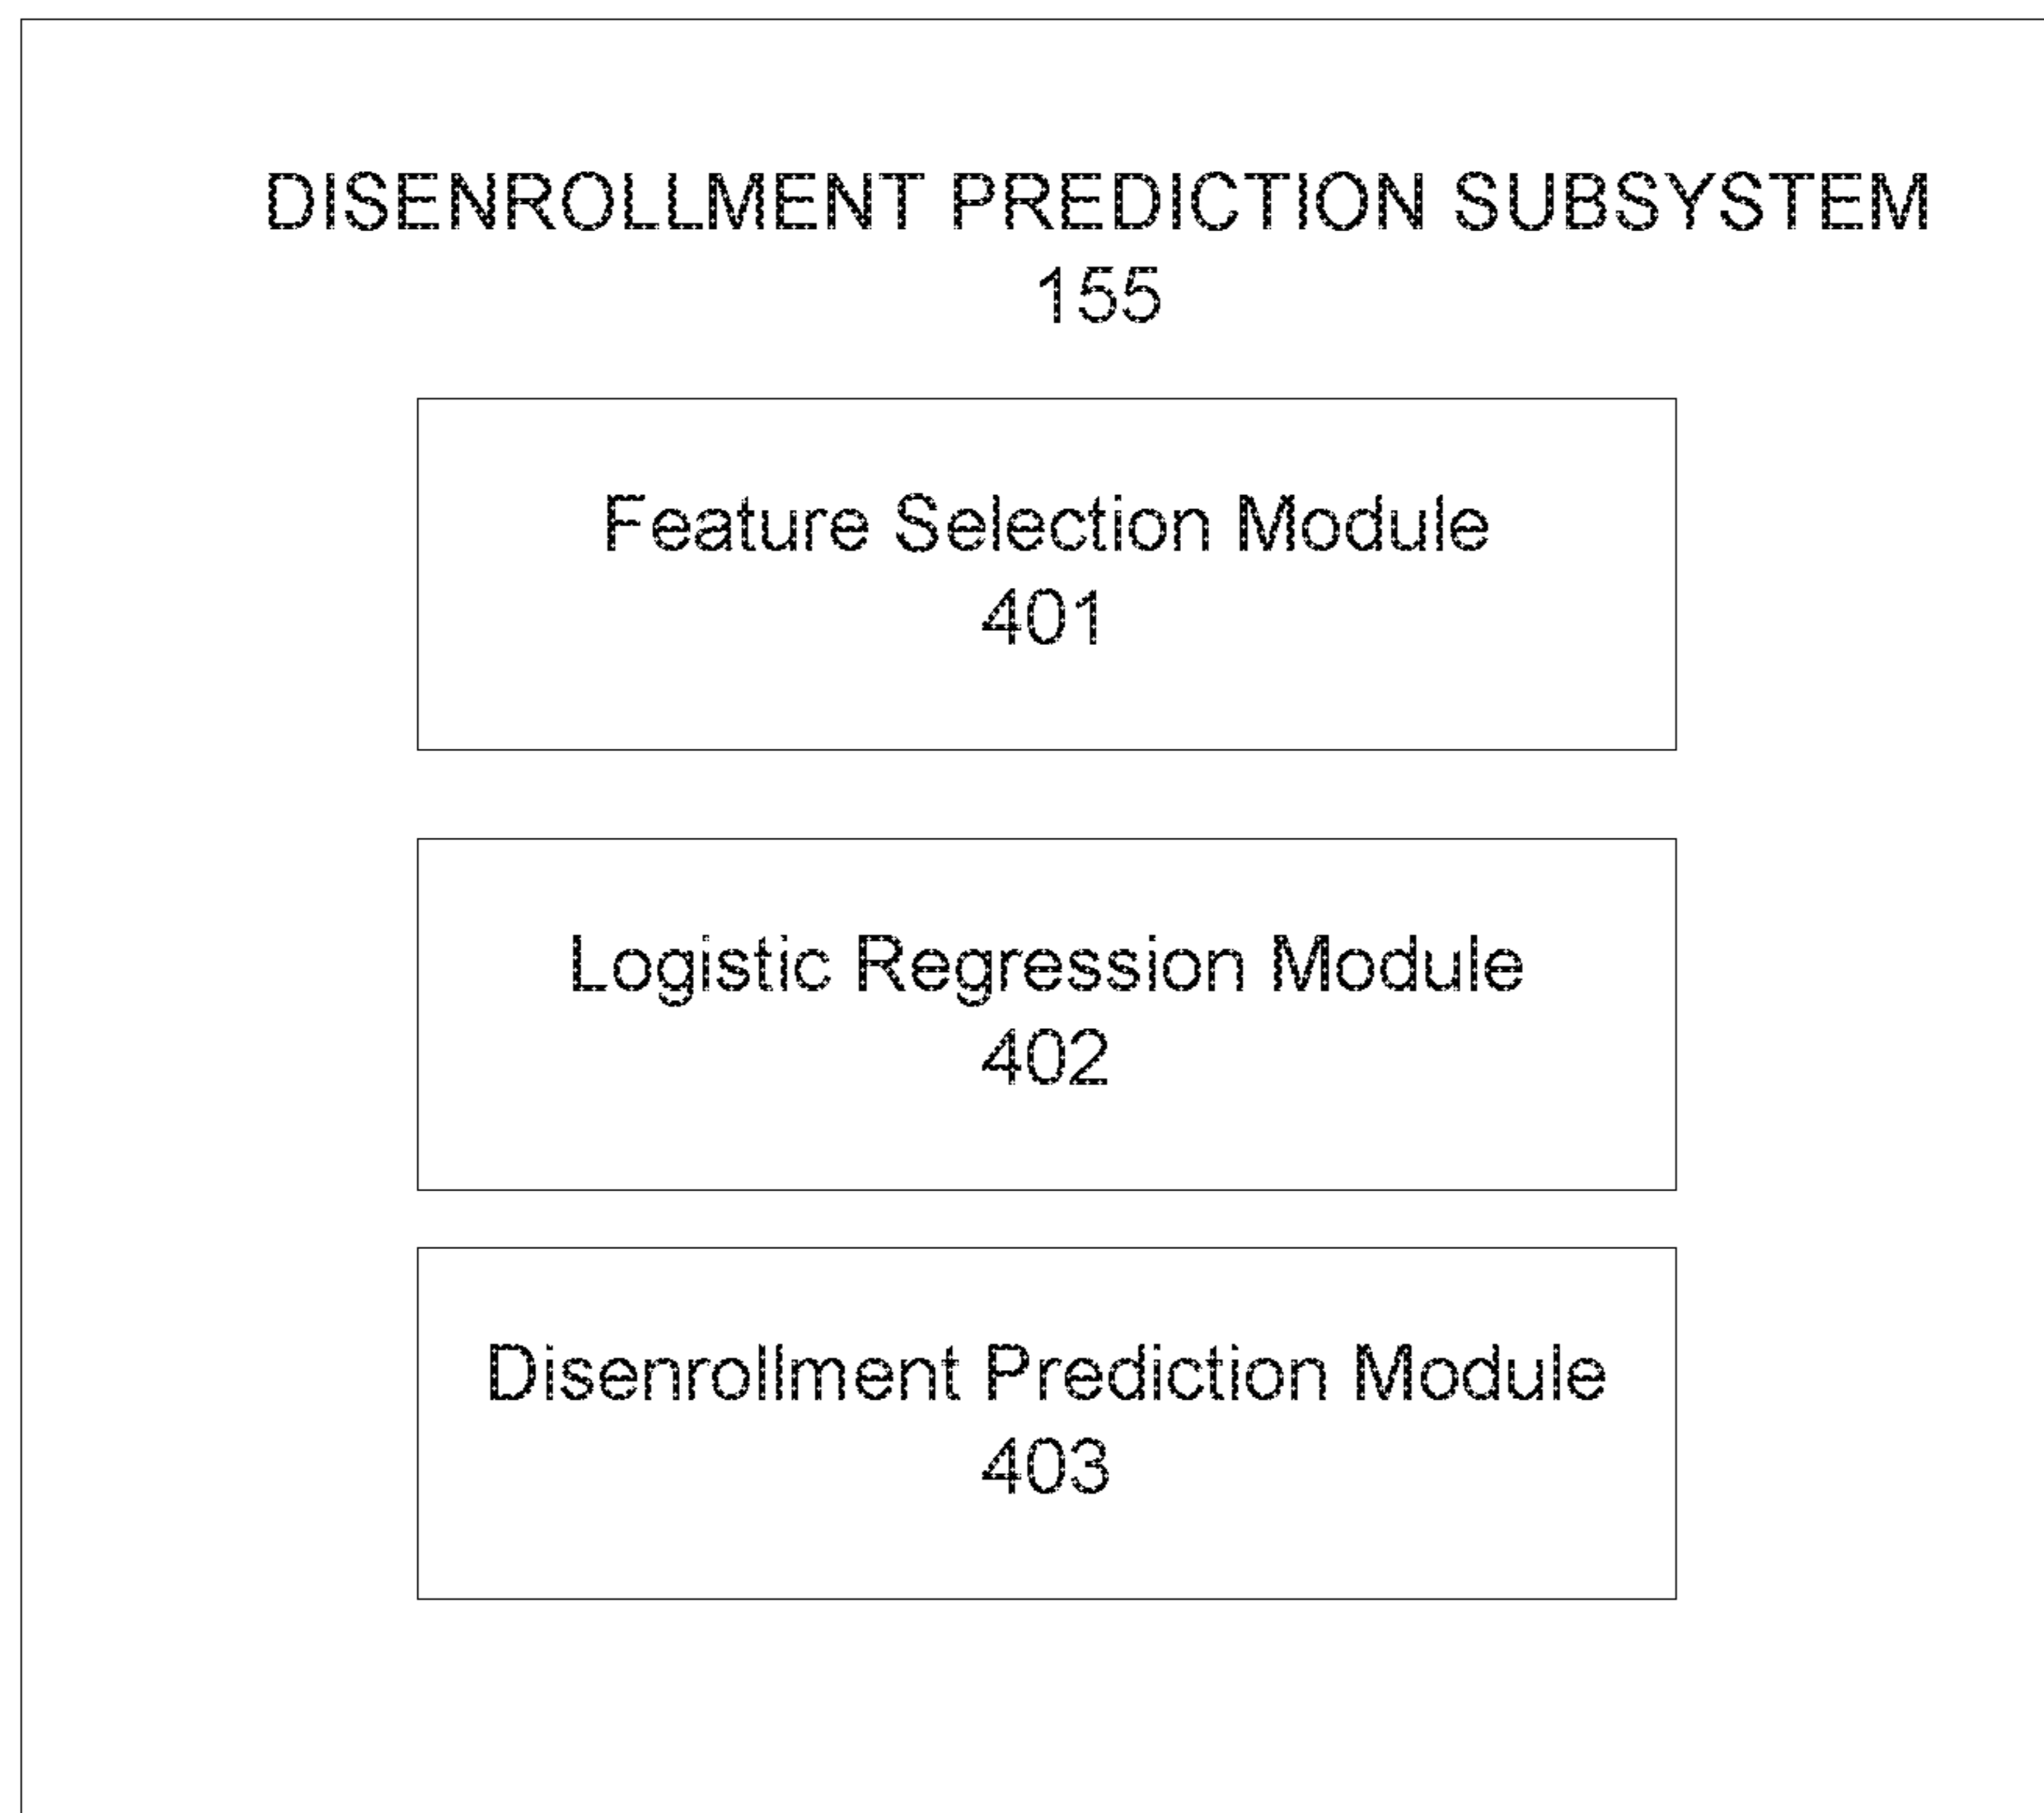 DISENROLLMENT PREDICTION SUBSYSTEM
155
Feature Selection Module
401
Logistic Regression Module
402
Disenrollment Prediction Module
403